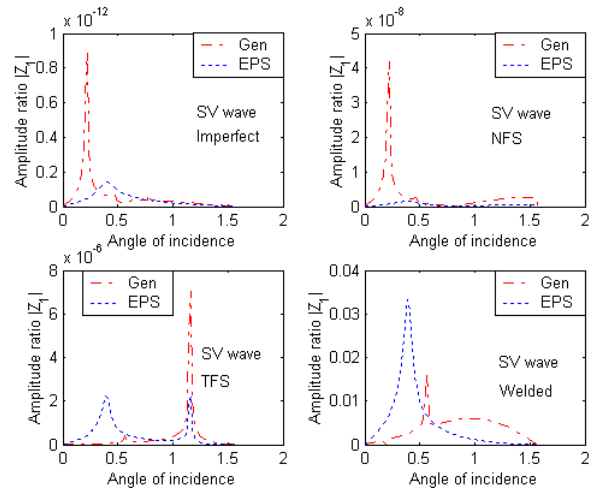 x 10^-12
Amplitude ratio |Z_1|
1
0.8
0.6
0.4
0.2
0
Gen
EPS
SV wave
Imperfect
0 0.5 1 1.5 2
Angle of incidence
x 10^-8
Amplitude ratio |Z_1|
5
4
3
2
1
0
Gen
EPS
SV wave
NFS
0 0.5 1 1.5 2
Angle of incidence
x 10^-6
Amplitude ratio |Z_1|
8
6
4
2
0
Gen
EPS
SV wave
TFS
0 0.5 1 1.5 2
Angle of incidence
Amplitude ratio |Z_1|
0.04
0.03
0.02
0.01
0
Gen
EPS
SV wave
Welded
0 0.5 1 1.5 2
Angle of incidence